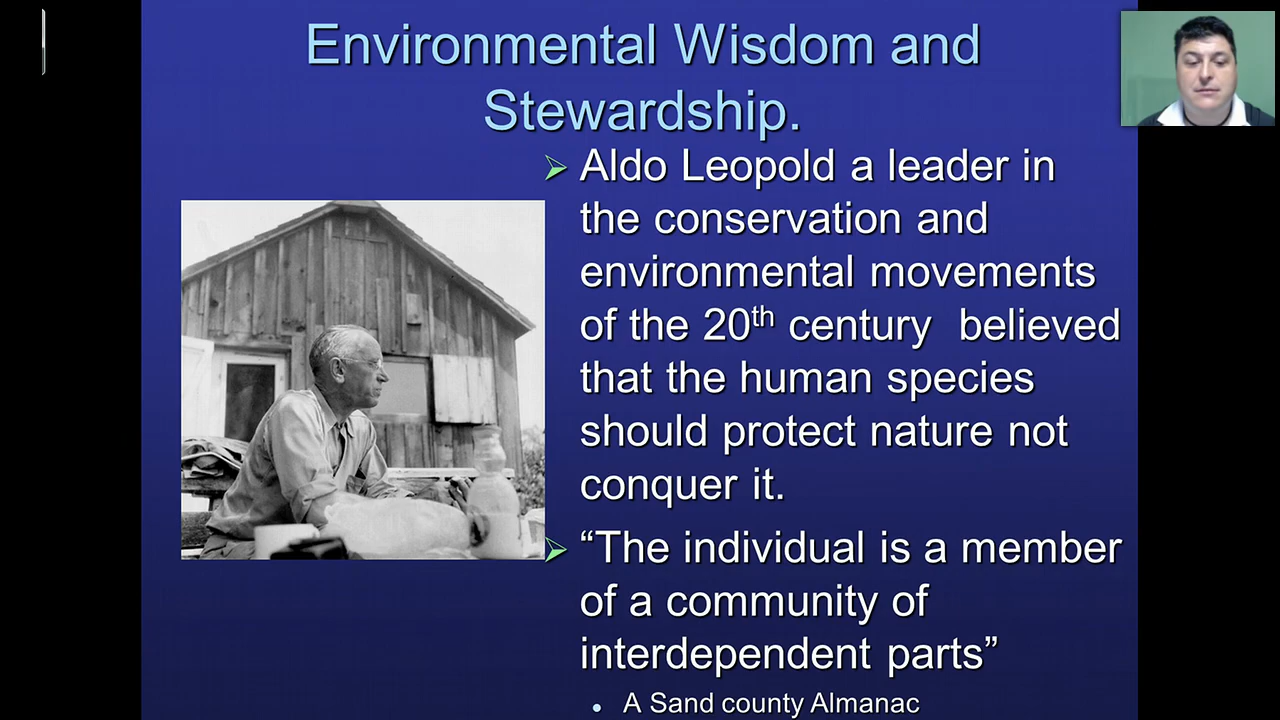 Environmental Wisdom and
Stewardship.
Aldo Leopold a leader in
the conservation and
environmental movements
of the 20th century believed
that the human species
should protect nature not
conquer it.
“The individual is a member
of a community of
interdependent parts”
A Sand county Almanac